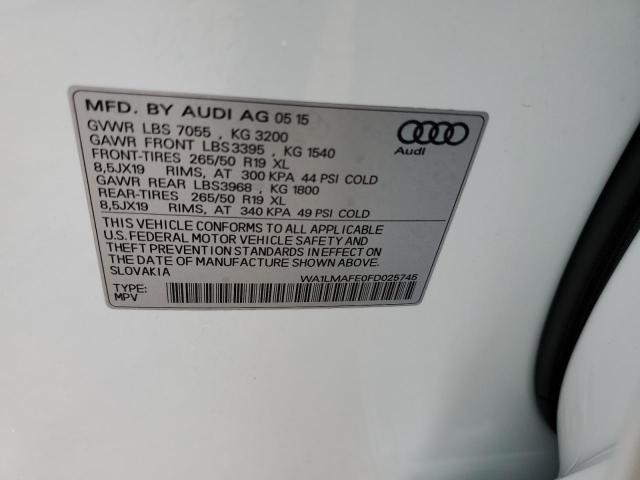 MFD. BY AUDI AG 05 15
GVWR LBS 7055 , KG 3200
GAWR FRONT LBS3395 , KG 1540
FRONT-TIRES 265/50 R19 XL
8,5JX19 RIMS, AT 300 KPA 44 PSI COLD
GAWR REAR LBS3968 , KG 1800
REAR-TIRES 265/50 R19 XL
8,5JX19 RIMS, AT 340 KPA 49 PSI COLD
Audi
THIS VEHICLE CONFORMS TO ALL APPLICABLE
U.S.FEDERAL MOTOR VEHICLE SAFETY AND
THEFT PREVENTION STANDARDS IN EFFECT ON
THE DATE OF MANUFACTURE SHOWN ABOVE.
SLOVAKIA
WA1LMAFE0FD025745
TYPE:
MPV